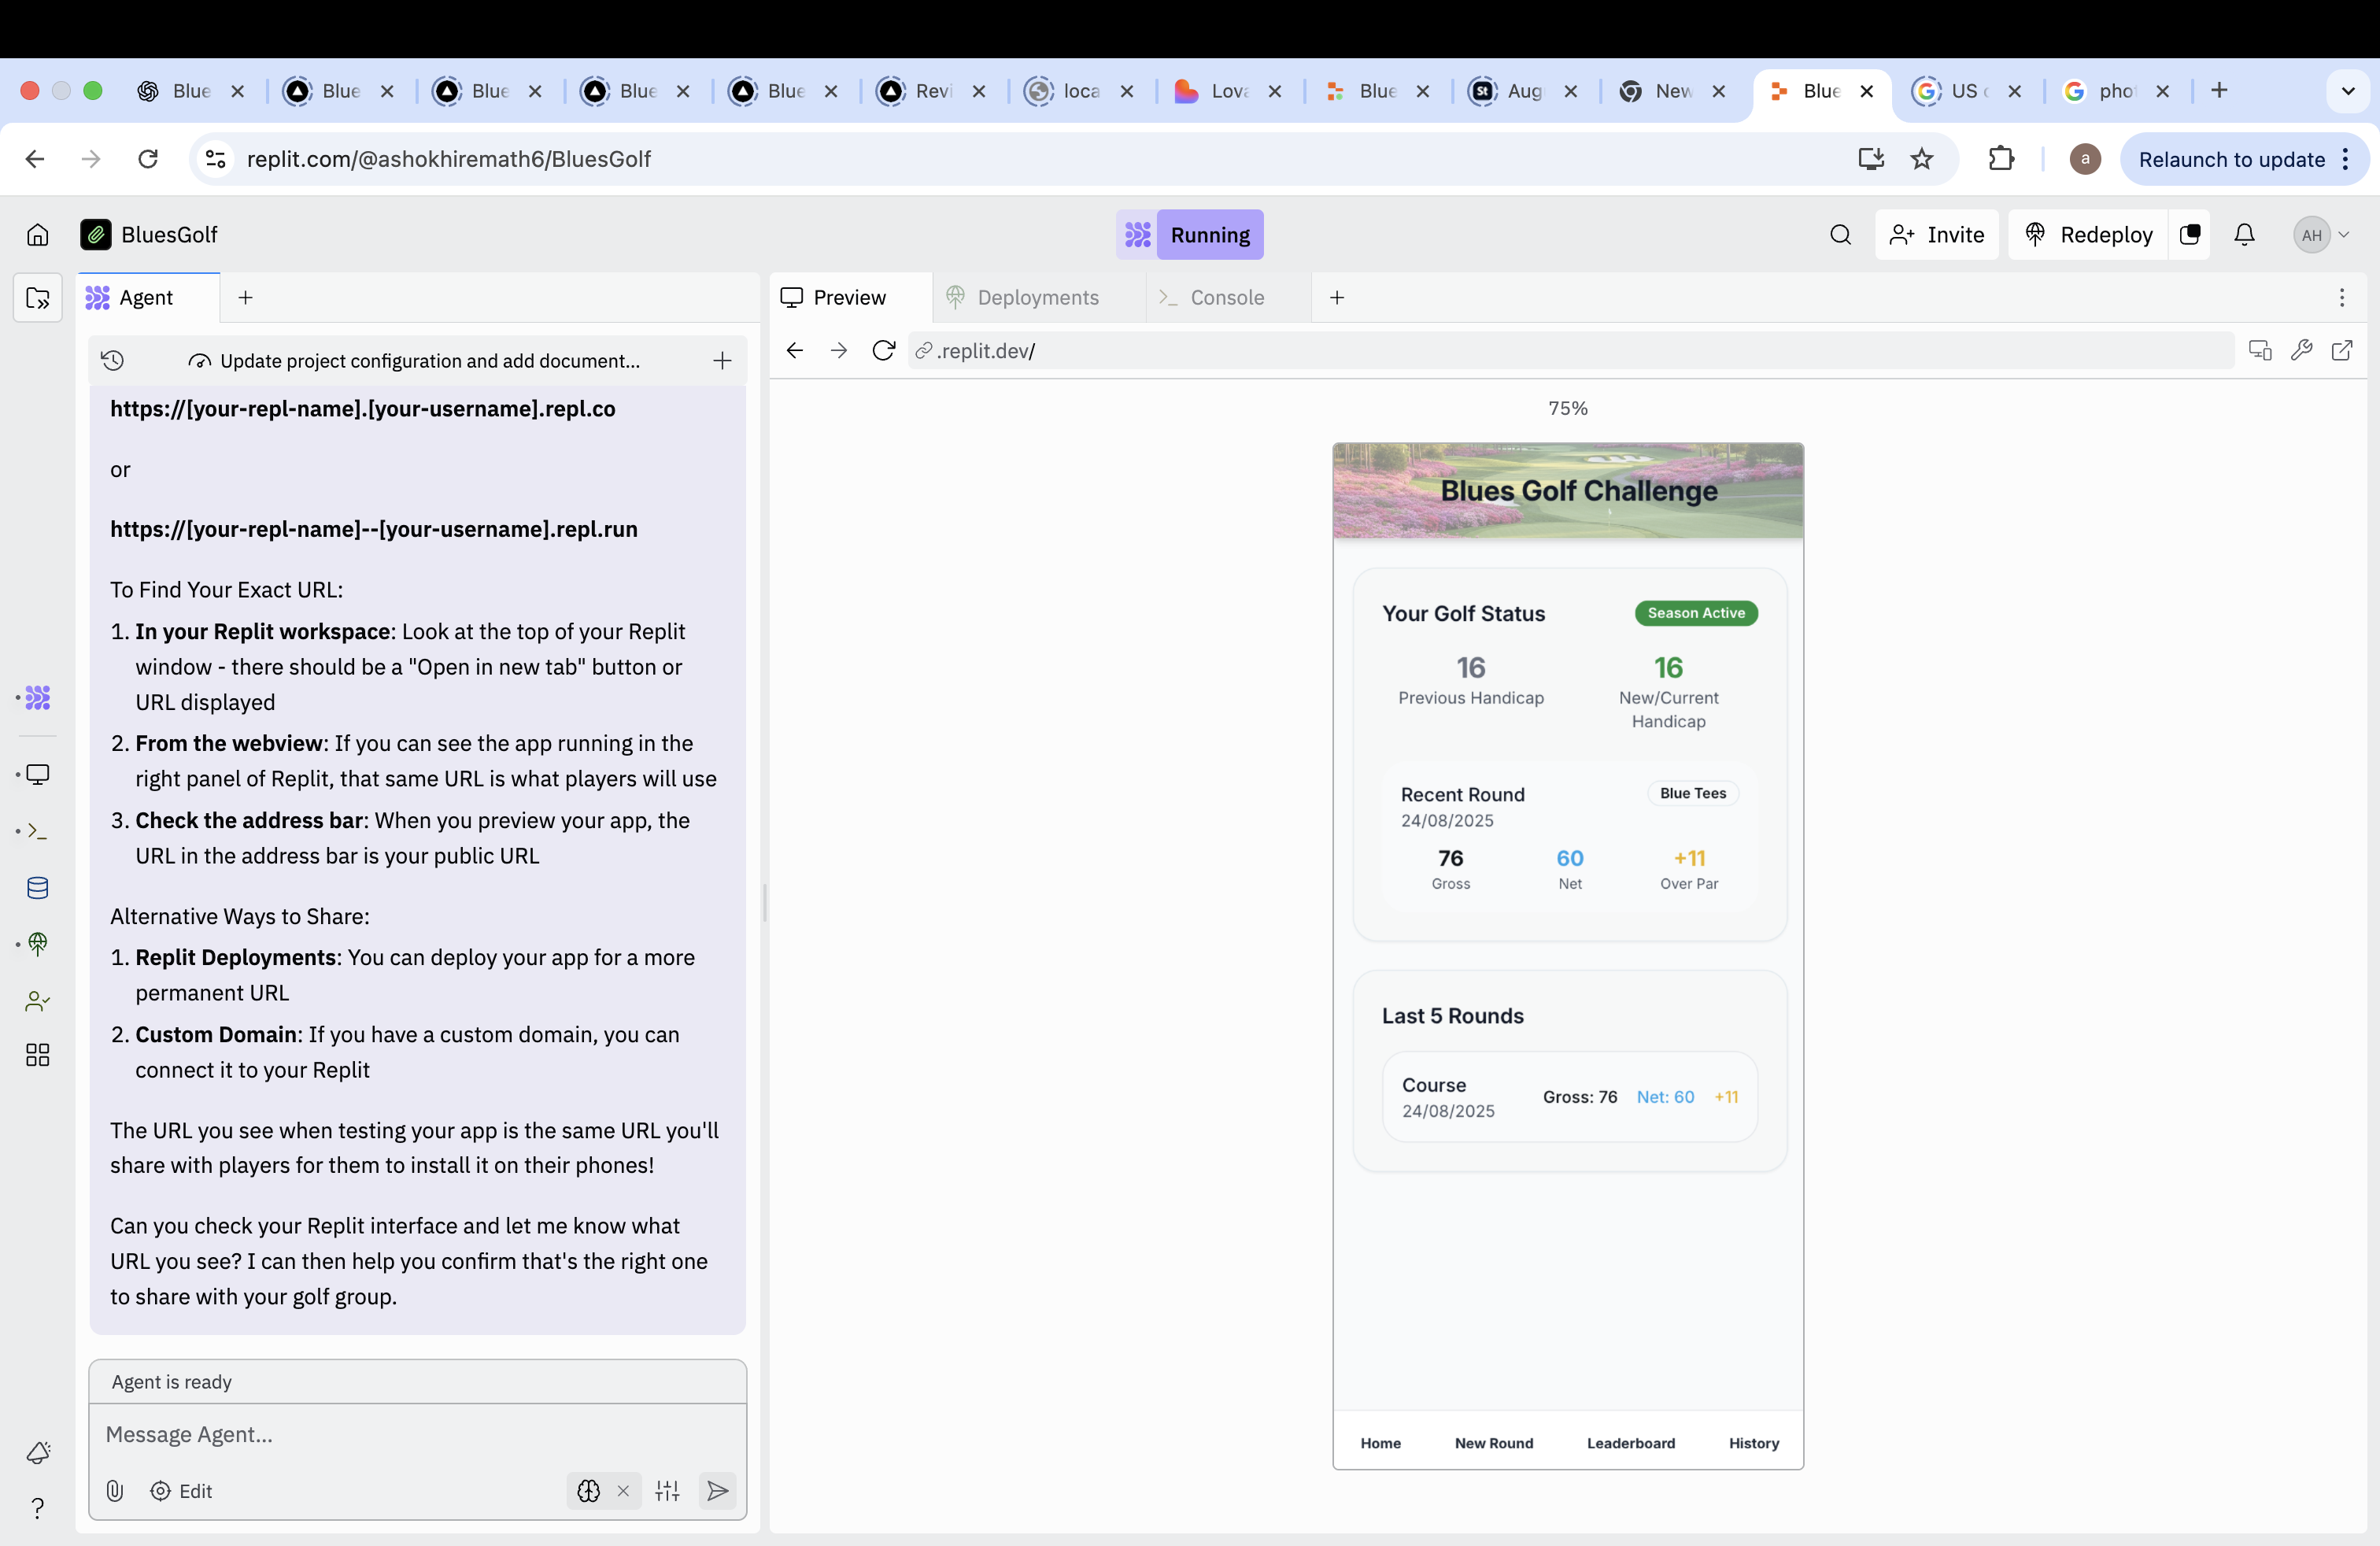 Blue
Blue
Blue
Blue
Blue
Revi
loca
Lova
Blue
Aug
New
Blue
US
pho
replit.com/@ashokhiremath6/BluesGolf
a
Relaunch to update
BluesGolf
Running
Invite
Redeploy
AH
Agent
Preview
Deployments
Console
Update project configuration and add document...
.replit.dev/
https://[your-repl-name].[your-username].repl.co
or
https://[your-repl-name]--[your-username].repl.run
To Find Your Exact URL:
1. In your Replit workspace: Look at the top of your Replit
window - there should be a "Open in new tab" button or
URL displayed
2. From the webview: If you can see the app running in the
right panel of Replit, that same URL is what players will use
3. Check the address bar: When you preview your app, the
URL in the address bar is your public URL
Alternative Ways to Share:
1. Replit Deployments: You can deploy your app for a more
permanent URL
2. Custom Domain: If you have a custom domain, you can
connect it to your Replit
The URL you see when testing your app is the same URL you'll
share with players for them to install it on their phones!
Can you check your Replit interface and let me know what
URL you see? I can then help you confirm that's the right one
to share with your golf group.
Agent is ready
Message Agent...
Edit
75%
Blues Golf Challenge
Your Golf Status
Season Active
16
16
Previous Handicap
New/Current
Handicap
Recent Round
Blue Tees
24/08/2025
76
60
+11
Gross
Net
Over Par
Last 5 Rounds
Course
24/08/2025
Gross: 76
Net: 60
+11
Home
New Round
Leaderboard
History